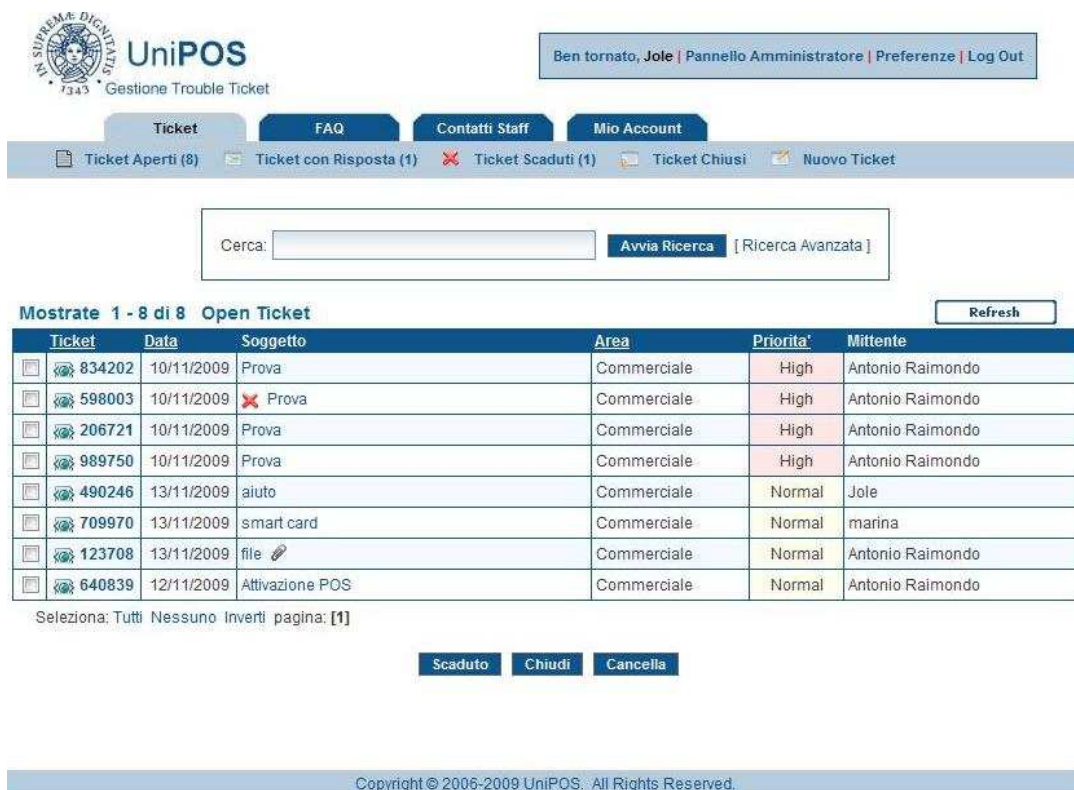 IN SUPREMÆ DIGNITATIS
1343
UniPOS
Gestione Trouble Ticket
Ben tornato, Jole | Pannello Amministratore | Preferenze | Log Out
Ticket FAQ Contatti Staff Mio Account
Ticket Aperti (8) Ticket con Risposta (1) Ticket Scaduti (1) Ticket Chiusi Nuovo Ticket
Cerca: Avvia Ricerca [ Ricerca Avanzata ]
Mostrate 1 - 8 di 8 Open Ticket Refresh
Ticket Data Soggetto Area Priorita' Mittente
834202 10/11/2009 Prova Commerciale High Antonio Raimondo
598003 10/11/2009 Prova Commerciale High Antonio Raimondo
206721 10/11/2009 Prova Commerciale High Antonio Raimondo
989750 10/11/2009 Prova Commerciale High Antonio Raimondo
490246 13/11/2009 aiuto Commerciale Normal Jole
709970 13/11/2009 smart card Commerciale Normal marina
123708 13/11/2009 file Commerciale Normal Antonio Raimondo
640839 12/11/2009 Attivazione POS Commerciale Normal Antonio Raimondo
Seleziona: Tutti Nessuno Inverti pagina: [1]
Scaduto Chiudi Cancella
Copyright © 2006-2009 UniPOS. All Rights Reserved.